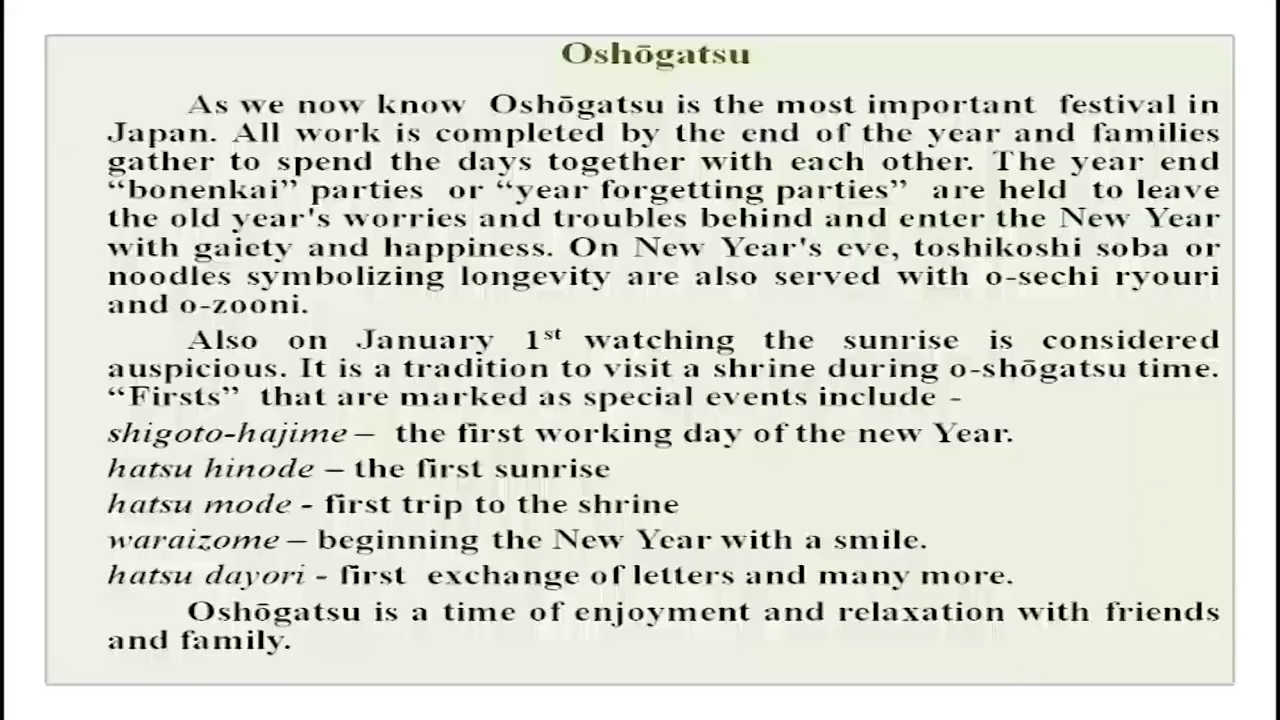 Oshōgatsu
As we now know Oshōgatsu is the most important festival in
Japan. All work is completed by the end of the year and families
gather to spend the days together with each other. The year end
“bonenkai” parties or “year forgetting parties” are held to leave
the old year's worries and troubles behind and enter the New Year
with gaiety and happiness. On New Year's eve, toshikoshi soba or
noodles symbolizing longevity are also served with o-sechi ryouri
and o-zooni.
Also on January 1st watching the sunrise is considered
auspicious. It is a tradition to visit a shrine during o-shōgatsu time.
“Firsts” that are marked as special events include -
shigoto-hajime – the first working day of the new Year.
hatsu hinode – the first sunrise
hatsu mode - first trip to the shrine
waraizome – beginning the New Year with a smile.
hatsu dayori - first exchange of letters and many more.
Oshōgatsu is a time of enjoyment and relaxation with friends
and family.